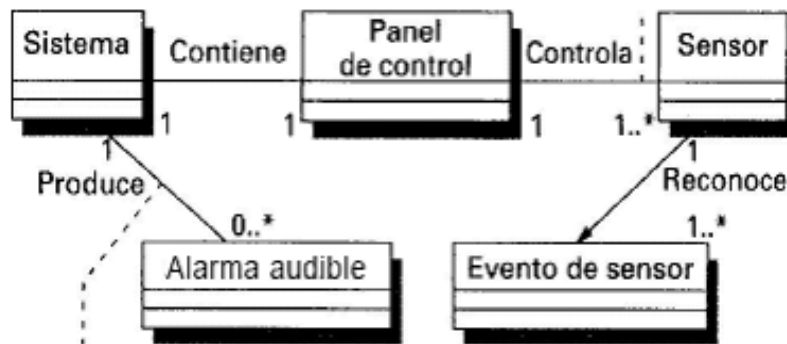 Sistema
Contiene
Panel
de control
Controla
Sensor
1
1
1
1..*
1
1
Produce
Reconoce
0..*
1..*
Alarma audible
Evento de sensor